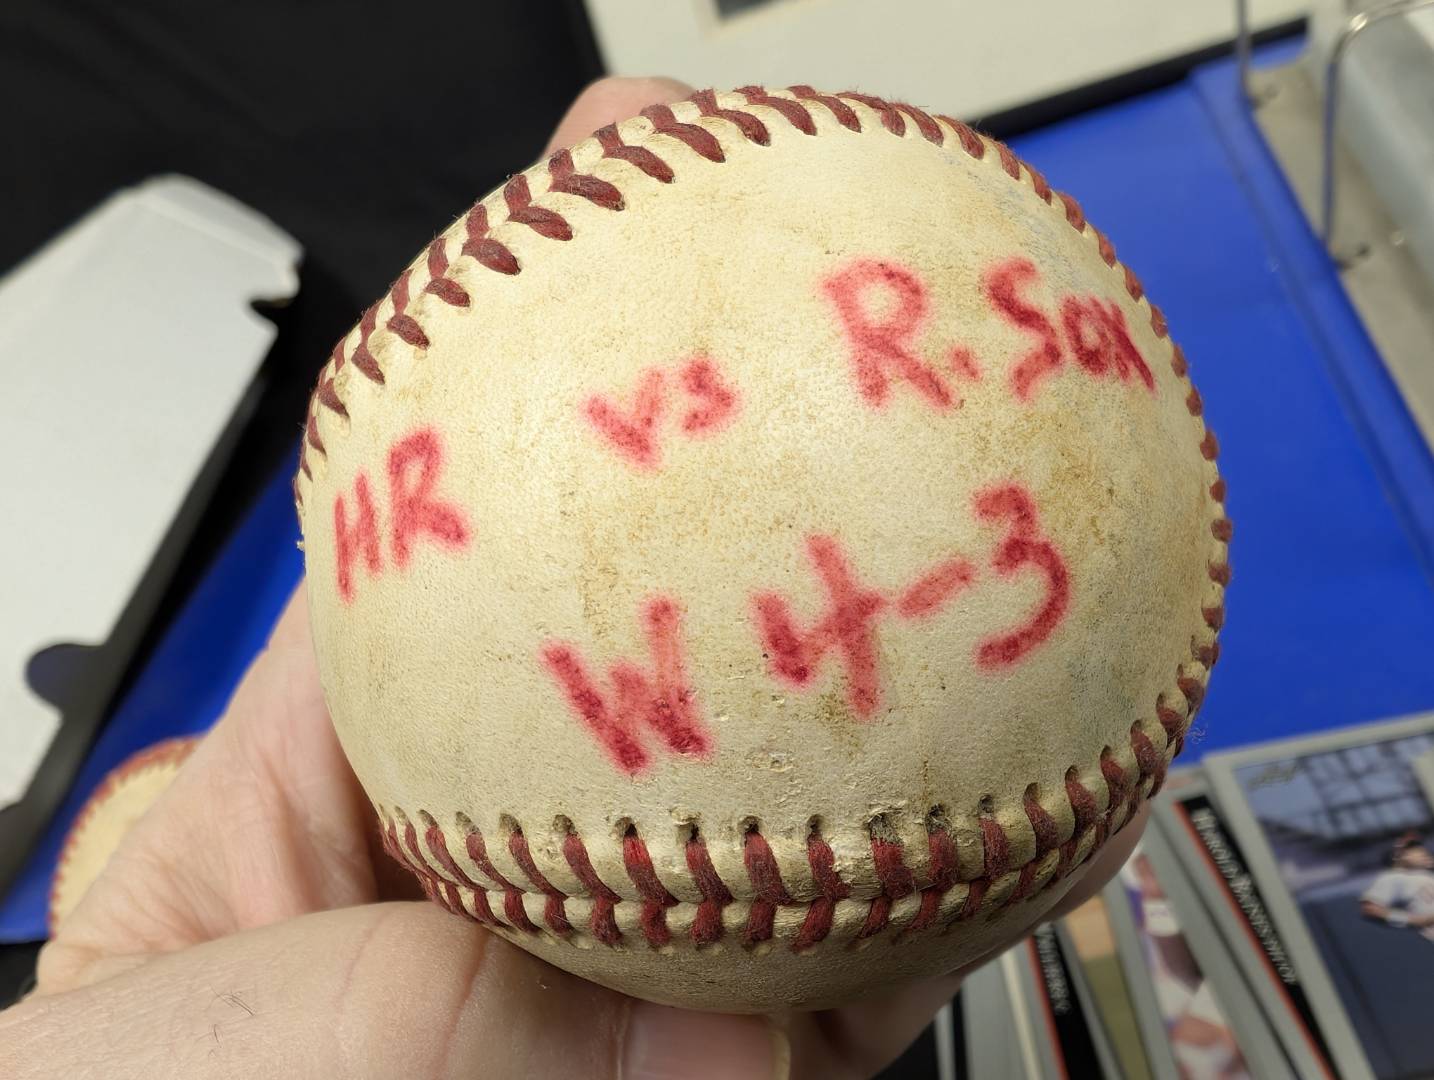 HR vs R. Sox
W 4-3